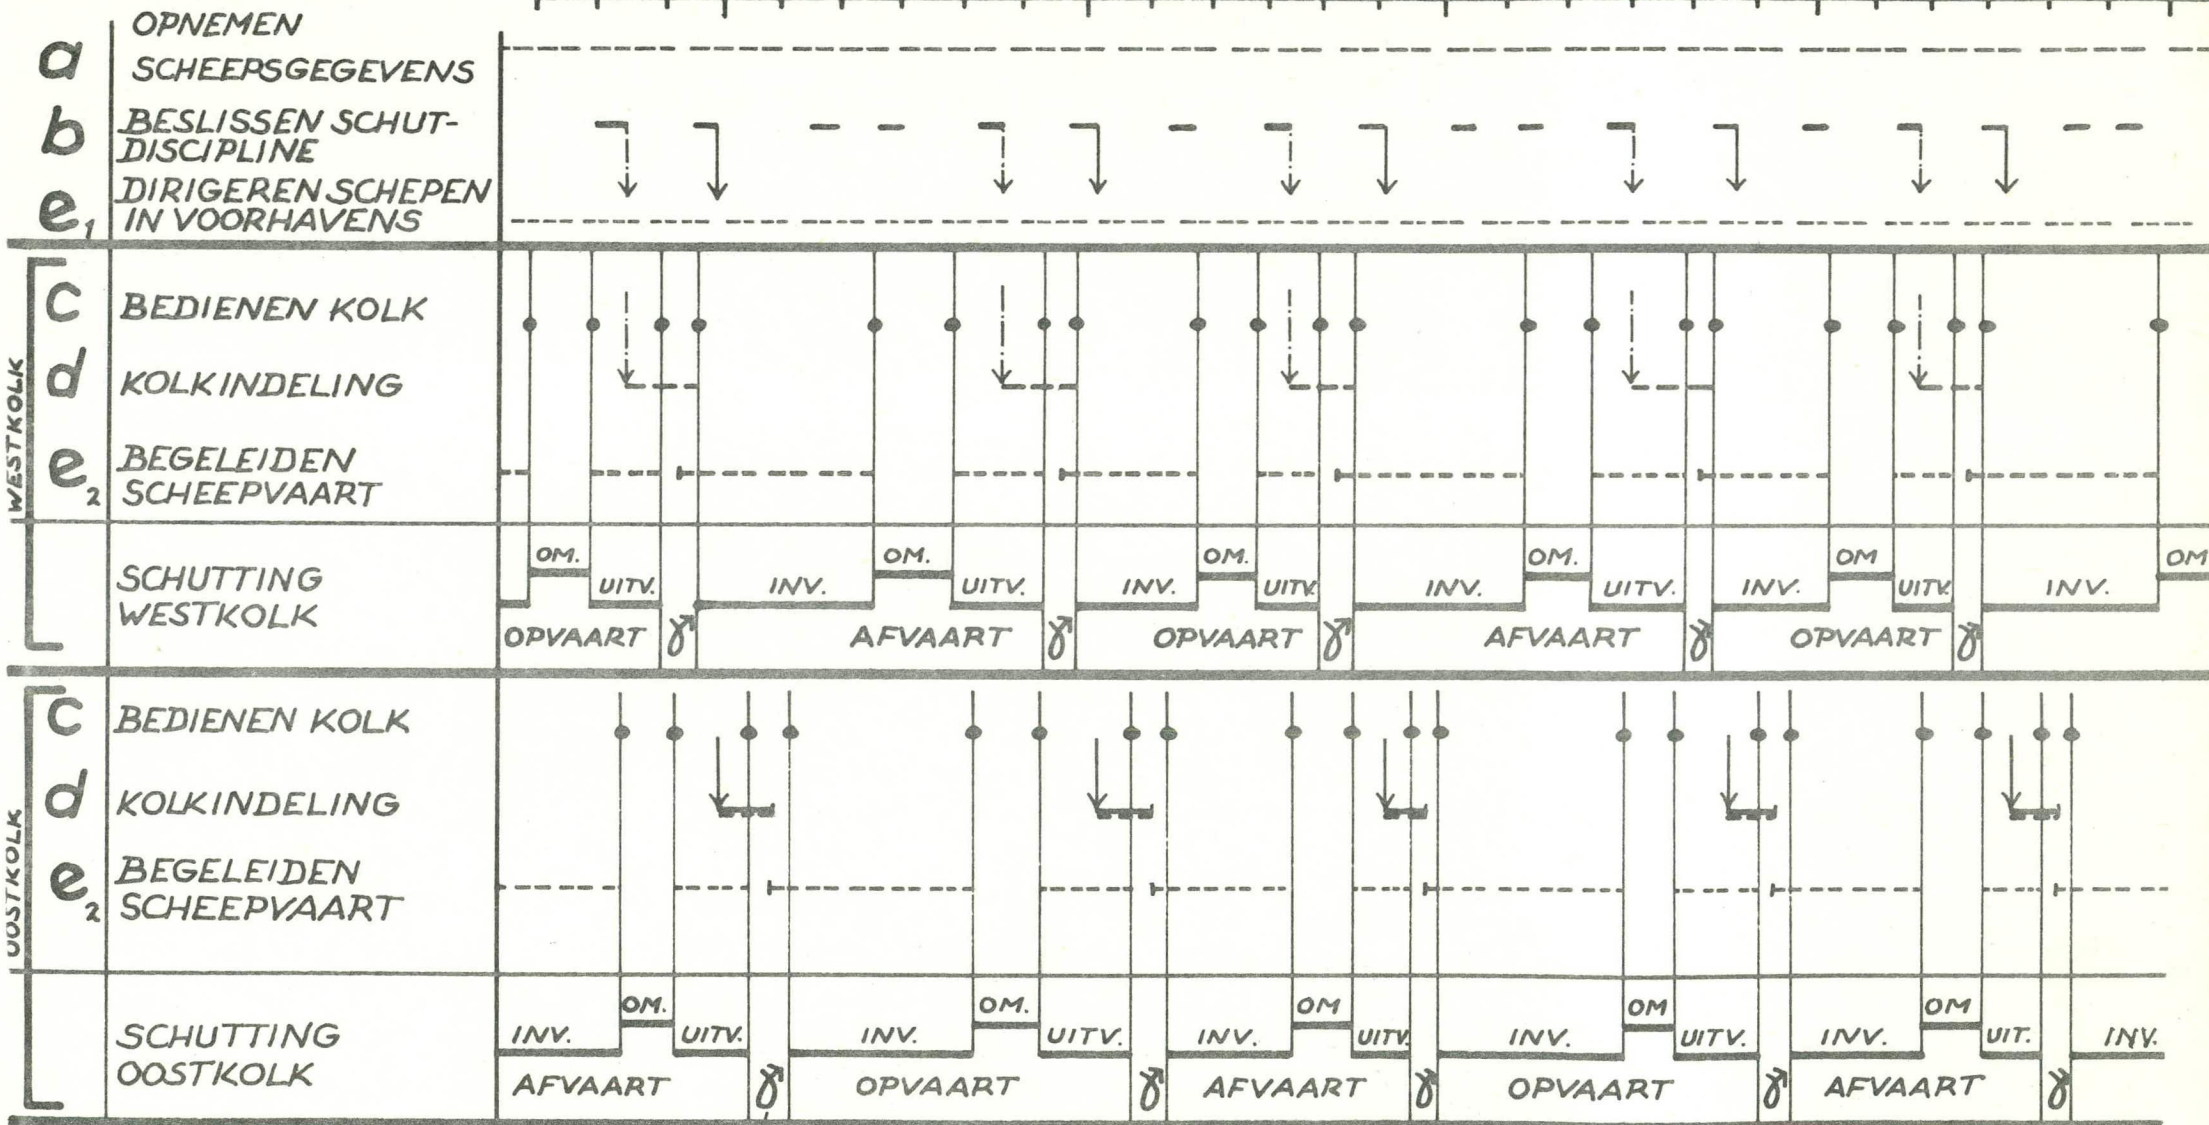 a
OPNEMEN
SCHEEPSGEGEVENS
b
BESLISSEN SCHUT-
DISCIPLINE
e1
DIRIGEREN SCHEPEN
IN VOORHAVENS
WESTKOLK
c
BEDIENEN KOLK
d
KOLKINDELING
e2
BEGELEIDEN
SCHEEPVAART
SCHUTTING
WESTKOLK
OM. OM. OM. OM. OM OM
UITV. INV. UITV. INV. UITV. INV. UITV. INV. UITV. INV.
OPVAART γ AFVAART γ OPVAART γ AFVAART γ OPVAART γ
OOSTKOLK
c
BEDIENEN KOLK
d
KOLKINDELING
e2
BEGELEIDEN
SCHEEPVAART
SCHUTTING
OOSTKOLK
OM. OM. OM OM OM
INV. UITV. INV. UITV. INV. UITV. INV. UITV. INV. UIT. INV.
AFVAART γ OPVAART γ AFVAART γ OPVAART γ AFVAART γ